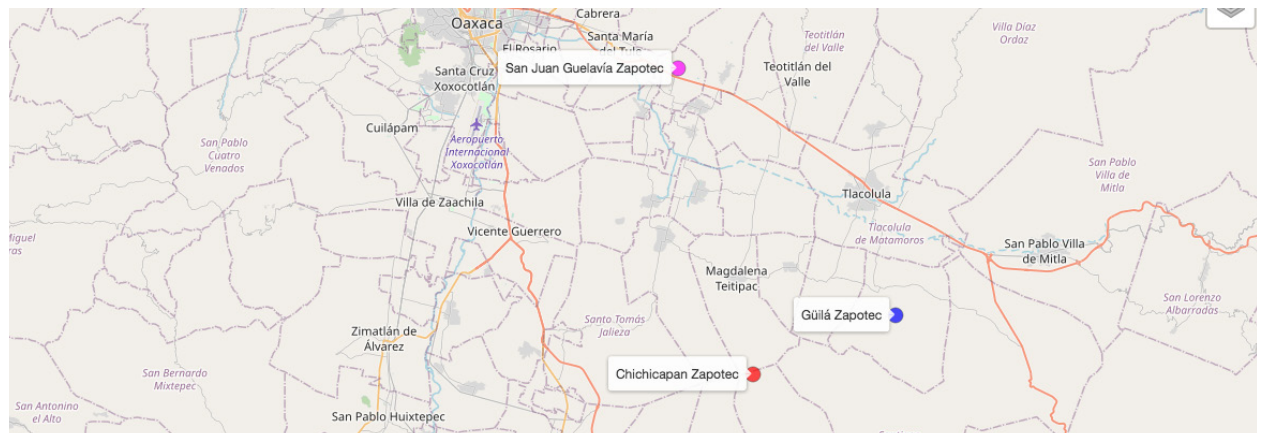 Oaxaca
Cabrera
Villa Díaz
Ordaz
El Rosario
Santa María
del Tule
Teotitlán
del Valle
San Juan Guelavía Zapotec
Santa Cruz
Xoxocotlán
Teotitlán del
Valle
Cuilápam
Aeropuerto
Internacional
Xoxocotlán
San Pablo
Cuatro
Venados
San Pablo
Villa de
Mitla
Tlacolula
Villa de Zaachila
Vicente Guerrero
Tlacolula
de Matamoros
San Pablo Villa
de Mitla
Magdalena
Teitipac
San Lorenzo
Albarradas
Güilá Zapotec
Santo Tomás
Jalieza
Zimatlán de
Álvarez
Chichicapan Zapotec
San Bernardo
Mixtepec
San Antonino
el Alto
San Pablo Huixtepec